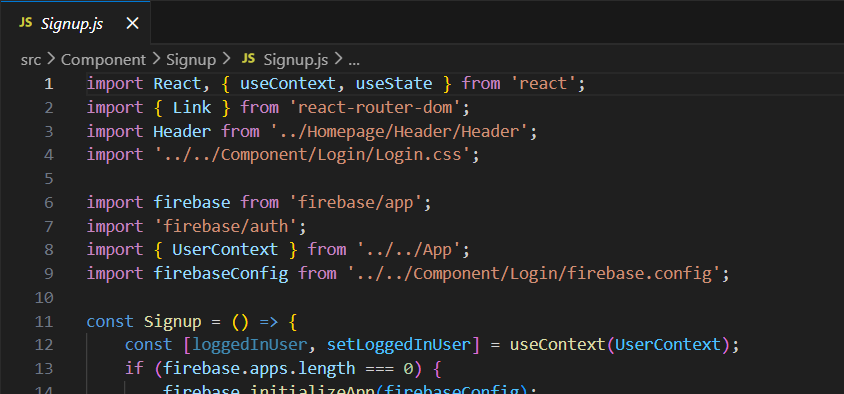 JS Signup.js ×
src > Component > Signup > JS Signup.js > ...
1 import React, { useContext, useState } from 'react';
2 import { Link } from 'react-router-dom';
3 import Header from '../Homepage/Header/Header';
4 import '../../Component/Login/Login.css';
5
6 import firebase from 'firebase/app';
7 import 'firebase/auth';
8 import { UserContext } from '../../App';
9 import firebaseConfig from '../../Component/Login/firebase.config';
10
11 const Signup = () => {
12     const [loggedInUser, setLoggedInUser] = useContext(UserContext);
13     if (firebase.apps.length === 0) {
14         firebase.initializeApp(firebaseConfig);